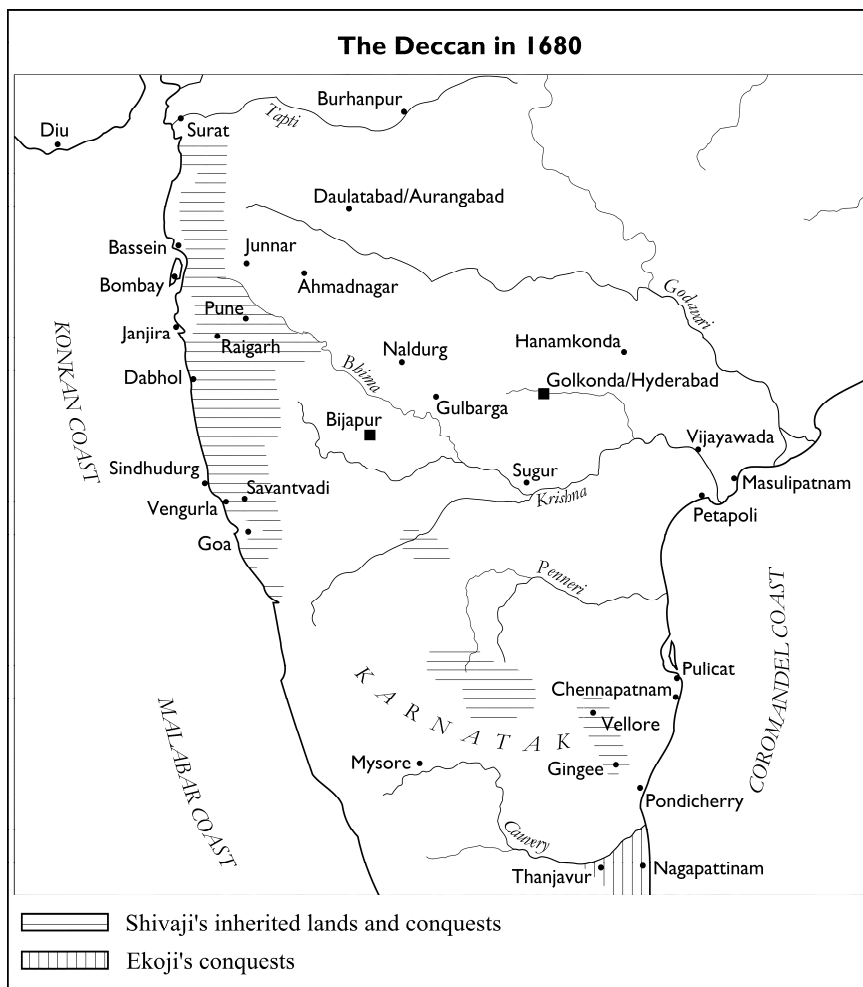 The Deccan in 1680
Burhanpur
Tapti
Diu
Surat
Daulatabad/Aurangabad
Bassein
Junnar
Bombay
Ahmadnagar
Godavari
Pune
Janjira
Raigarh
KONKAN COAST
Naldurg
Hanamkonda
Bhima
Dabhol
Golkonda/Hyderabad
Gulbarga
Bijapur
Vijayawada
Sindhudurg
Sugur
Masulipatnam
Savantvadi
Krishna
Vengurla
Petapoli
Goa
Penneri
COROMANDEL COAST
Pulicat
KARNATAK
Chennapatnam
Vellore
MALABAR COAST
Mysore
Gingee
Pondicherry
Cauvery
Thanjavur
Nagapattinam
Shivaji's inherited lands and conquests
Ekoji's conquests